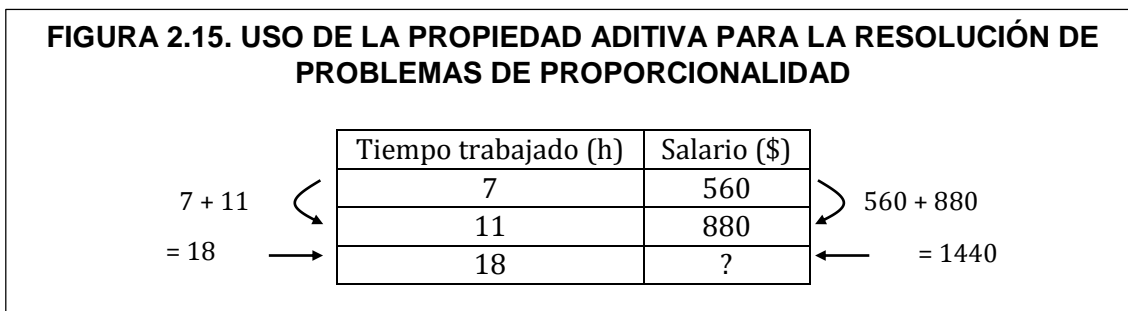 FIGURA 2.15. USO DE LA PROPIEDAD ADITIVA PARA LA RESOLUCIÓN DE
PROBLEMAS DE PROPORCIONALIDAD
Tiempo trabajado (h) Salario ($)
7 + 11 7 560 560 + 880
11 880
= 18 18 ? = 1440